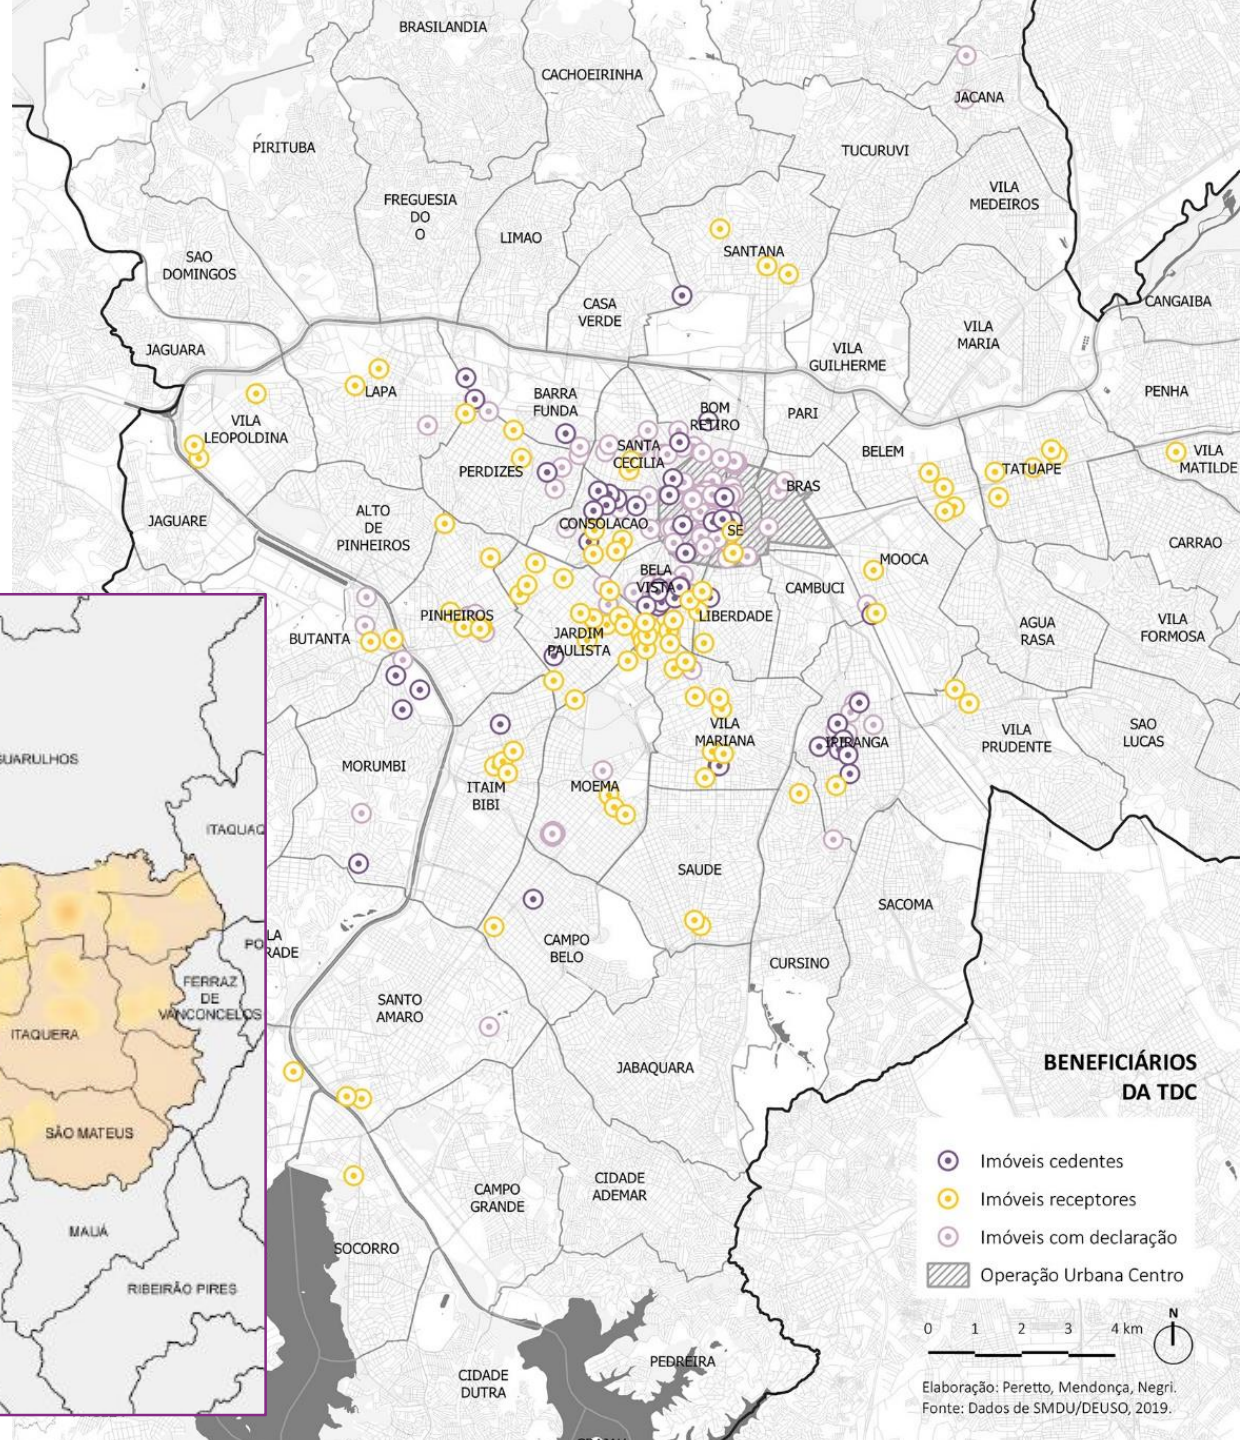 BRASILANDIA
CACHOEIRINHA
JACANA
PIRITUBA
TUCURUVI
VILA
MEDEIROS
FREGUESIA
DO
O
LIMAO
SANTANA
SAO
DOMINGOS
CASA
VERDE
CANGAIBA
VILA
MARIA
JAGUARA
VILA
GUILHERME
LAPA
BARRA
FUNDA
PENHA
BOM
RETIRO
PARI
VILA
LEOPOLDINA
SANTA
CECILIA
BELEM
VILA
MATILDE
PERDIZES
TATUAPE
BRAS
JAGUARE
ALTO
DE
PINHEIROS
CONSOLACAO
SE
CARRAO
MOOCA
BELA
VISTA
CAMBUCI
PINHEIROS
LIBERDADE
BUTANTA
JARDIM
PAULISTA
AGUA
RASA
VILA
FORMOSA
VILA
MARIANA
IPIRANGA
VILA
PRUDENTE
SAO
LUCAS
MORUMBI
ITAIM
BIBI
MOEMA
SAUDE
SACOMA
CAMPO
BELO
CURSINO
LA
RADE
SANTO
AMARO
JABAQUARA
CIDADE
ADEMAR
CAMPO
GRANDE
SOCORRO
PEDREIRA
CIDADE
DUTRA
GUARULHOS
ITAQUAQ
PO
FERRAZ
DE
VANCONCELOS
ITAQUERA
SÃO MATEUS
MAUÁ
RIBEIRÃO PIRES
BENEFICIÁRIOS
DA TDC
Imóveis cedentes
Imóveis receptores
Imóveis com declaração
Operação Urbana Centro
0 1 2 3 4 km
N
Elaboração: Peretto, Mendonça, Negri.
Fonte: Dados de SMDU/DEUSO, 2019.